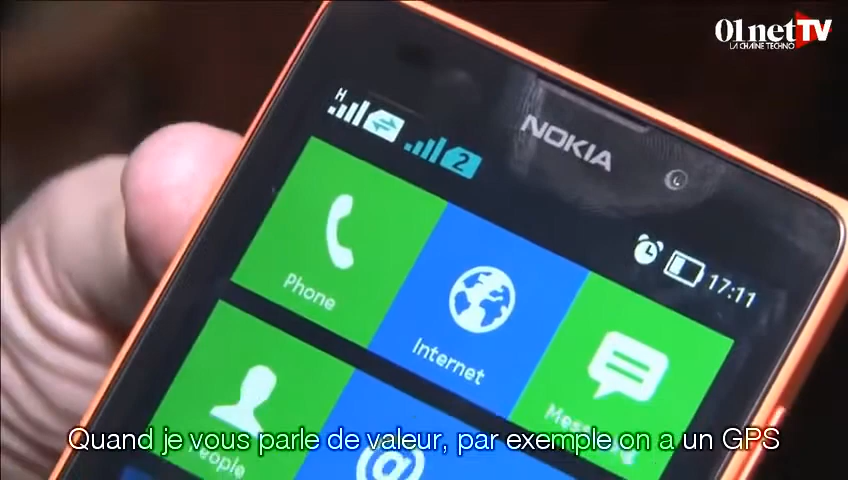 01netTV
LA CHAÎNE TECHNO
NOKIA
H
2
17:11
Phone
Internet
People
@
Quand je vous parle de valeur, par exemple on a un GPS